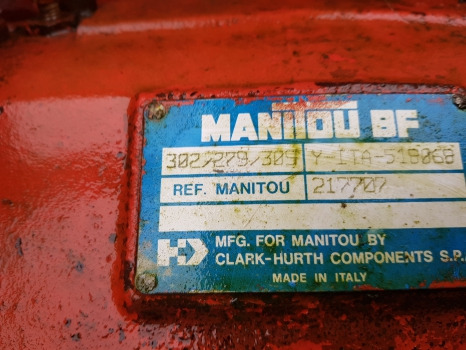 MANITOU BF
302/279/309 Y-ITA-518068
REF. MANITOU 217707
MFG. FOR MANITOU BY
CLARK-HURTH COMPONENTS S.P.A.
MADE IN ITALY